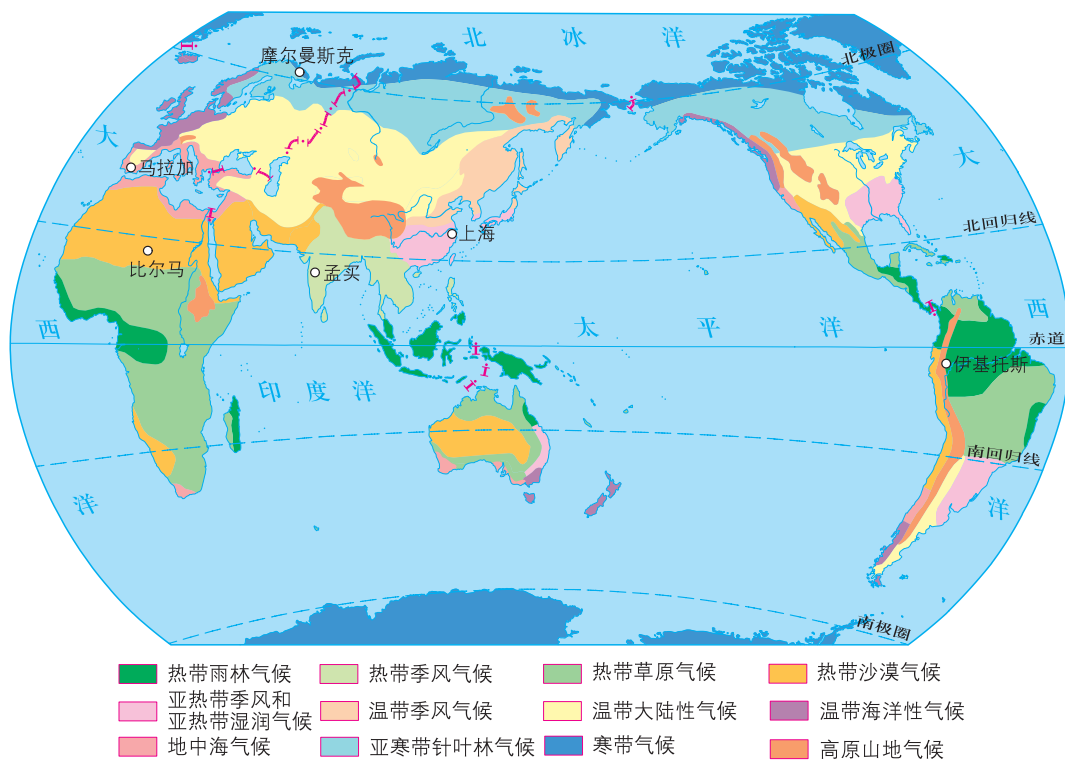 北冰洋
北极圈
摩尔曼斯克
大
大
马拉加
上海
北回归线
比尔马
孟买
西
太平洋
西
赤道
印度洋
伊基托斯
南回归线
洋
洋
南极圈
热带雨林气候
热带季风气候
热带草原气候
热带沙漠气候
亚热带季风和
亚热带湿润气候
温带季风气候
温带大陆性气候
温带海洋性气候
地中海气候
亚寒带针叶林气候
寒带气候
高原山地气候